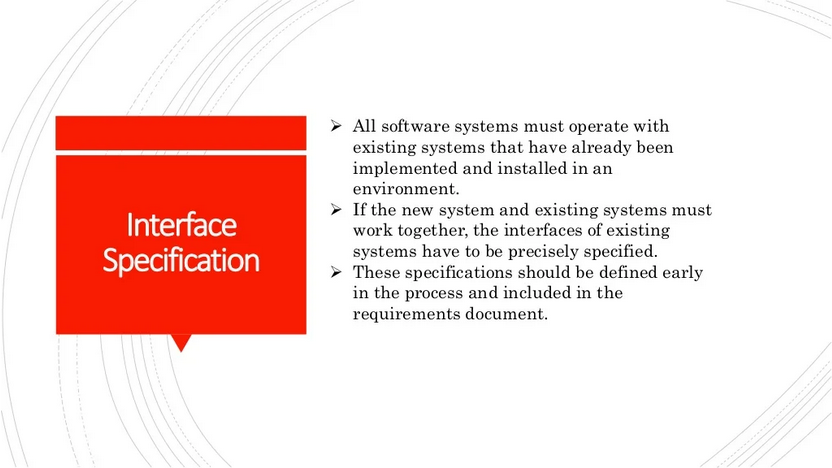 Interface
Specification
➢ All software systems must operate with
existing systems that have already been
implemented and installed in an
environment.
➢ If the new system and existing systems must
work together, the interfaces of existing
systems have to be precisely specified.
➢ These specifications should be defined early
in the process and included in the
requirements document.